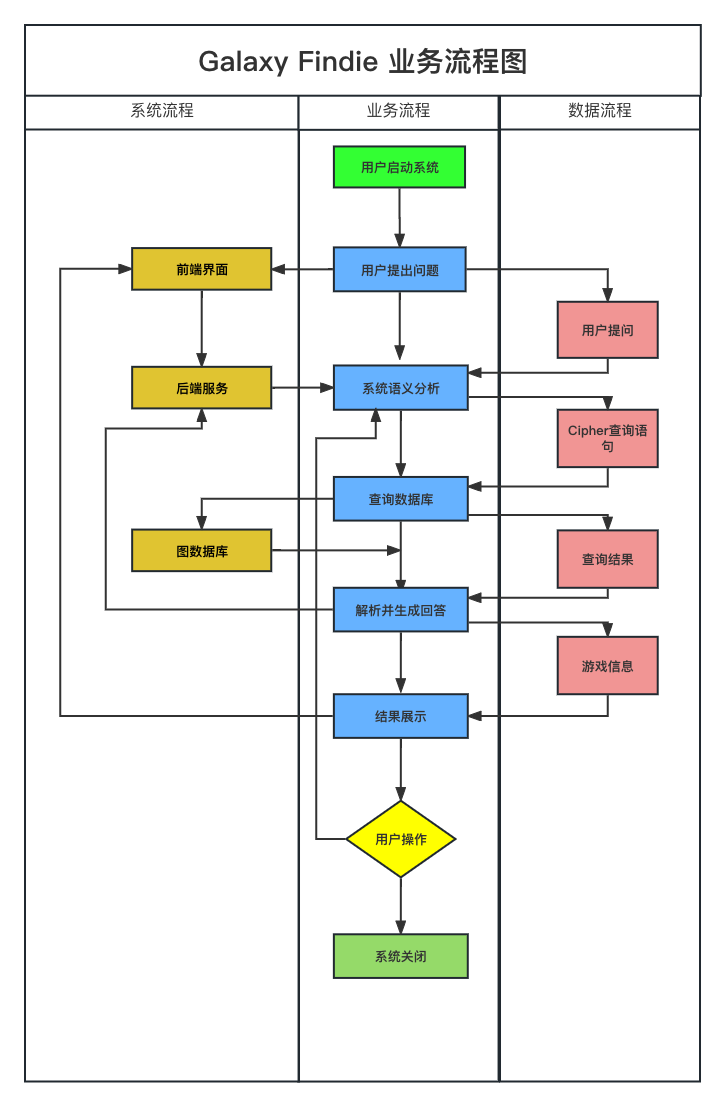 Galaxy Findie 业务流程图
系统流程
业务流程
数据流程
用户启动系统
前端界面
用户提出问题
用户提问
后端服务
系统语义分析
Cipher查询语
句
查询数据库
图数据库
查询结果
解析并生成回答
游戏信息
结果展示
用户操作
系统关闭